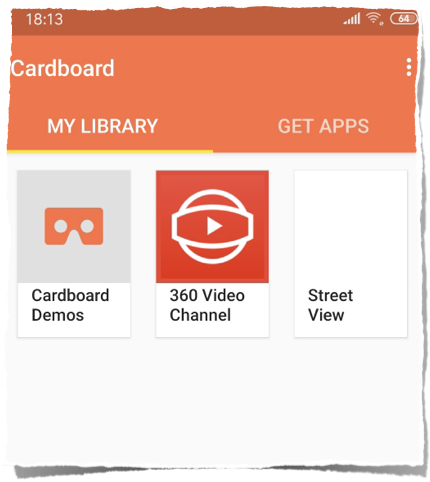 18:13
64
Cardboard
MY LIBRARY
GET APPS
Cardboard
Demos
360 Video
Channel
Street
View